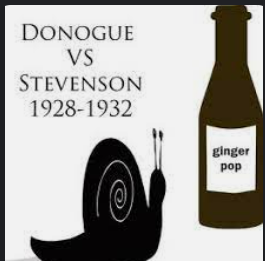 DONOGUE
VS
STEVENSON
1928-1932
ginger
pop